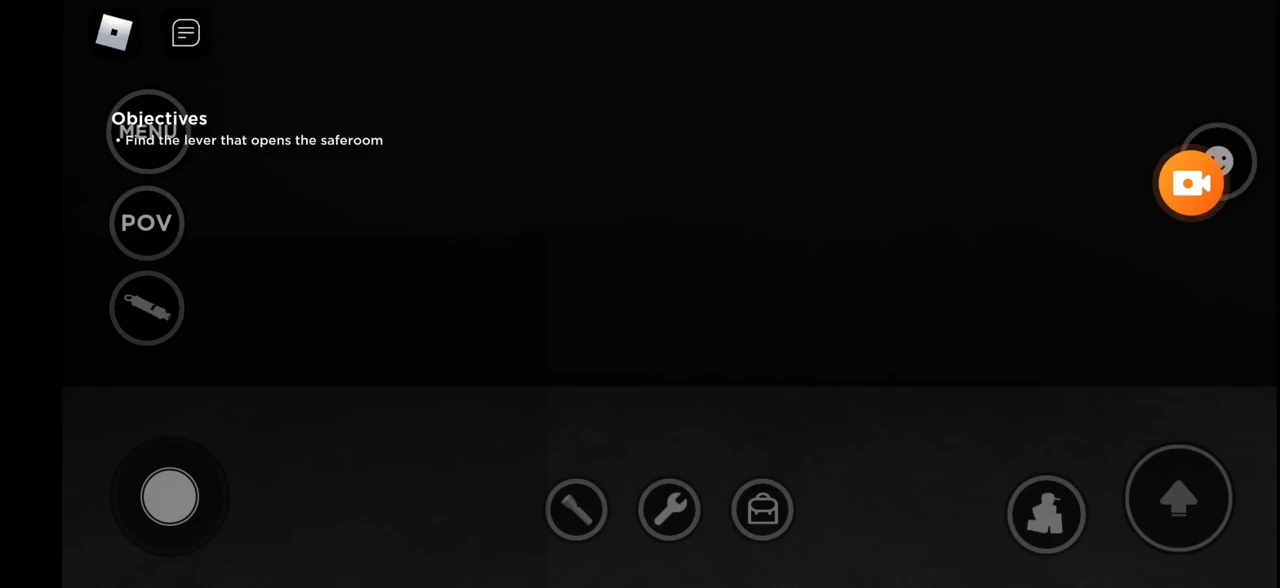 Objectives
MENU
• Find the lever that opens the saferoom
POV